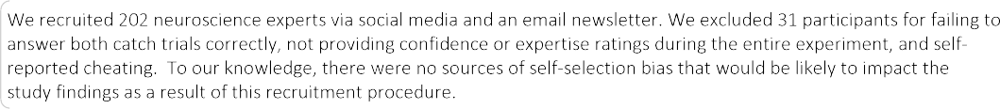 We recruited 202 neuroscience experts via social media and an email newsletter. We excluded 31 participants for failing to
answer both catch trials correctly, not providing confidence or expertise ratings during the entire experiment, and self-
reported cheating.  To our knowledge, there were no sources of self-selection bias that would be likely to impact the
study findings as a result of this recruitment procedure.